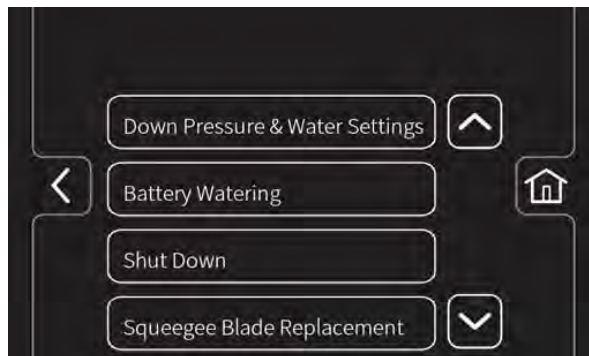 Down Pressure & Water Settings
Battery Watering
Shut Down
Squeegee Blade Replacement